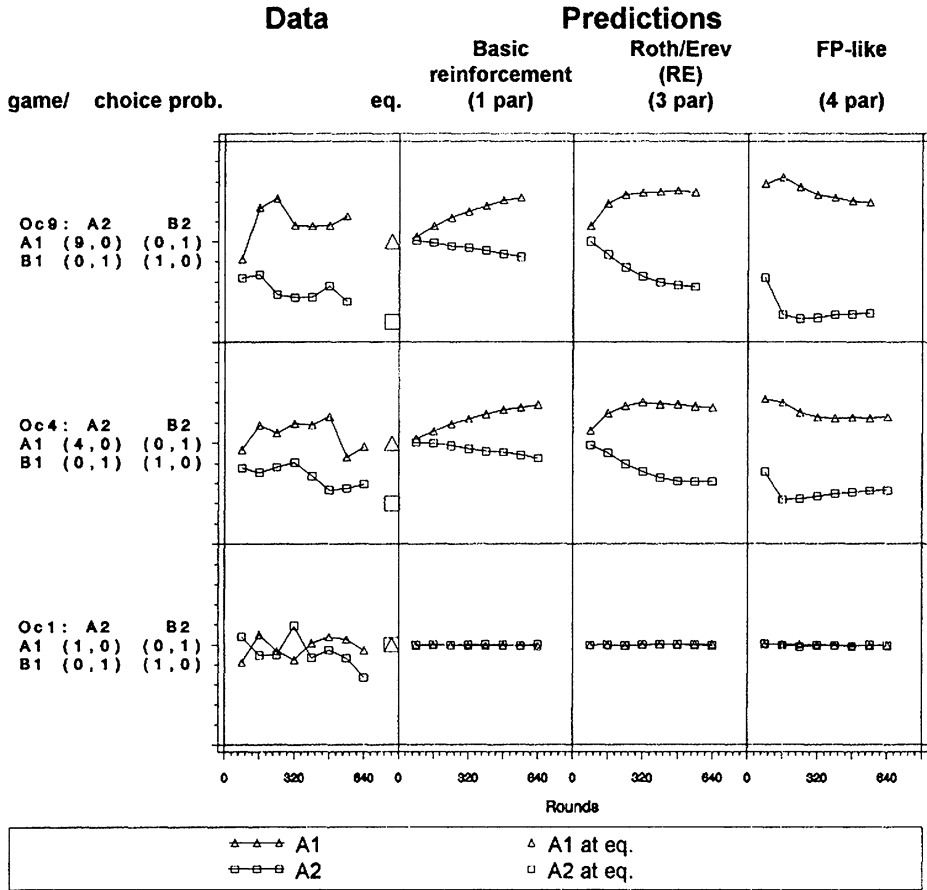 Data Predictions
Basic reinforcement (1 par) Roth/Erev (RE) (3 par) FP-like (4 par)
game/ choice prob. eq.
Oc9: A2 B2
A1 (9,0) (0,1)
B1 (0,1) (1,0)
Oc4: A2 B2
A1 (4,0) (0,1)
B1 (0,1) (1,0)
Oc1: A2 B2
A1 (1,0) (0,1)
B1 (0,1) (1,0)
0 320 640 0 320 640 0 320 640 0 320 640
Rounds
A1 A1 at eq.
A2 A2 at eq.